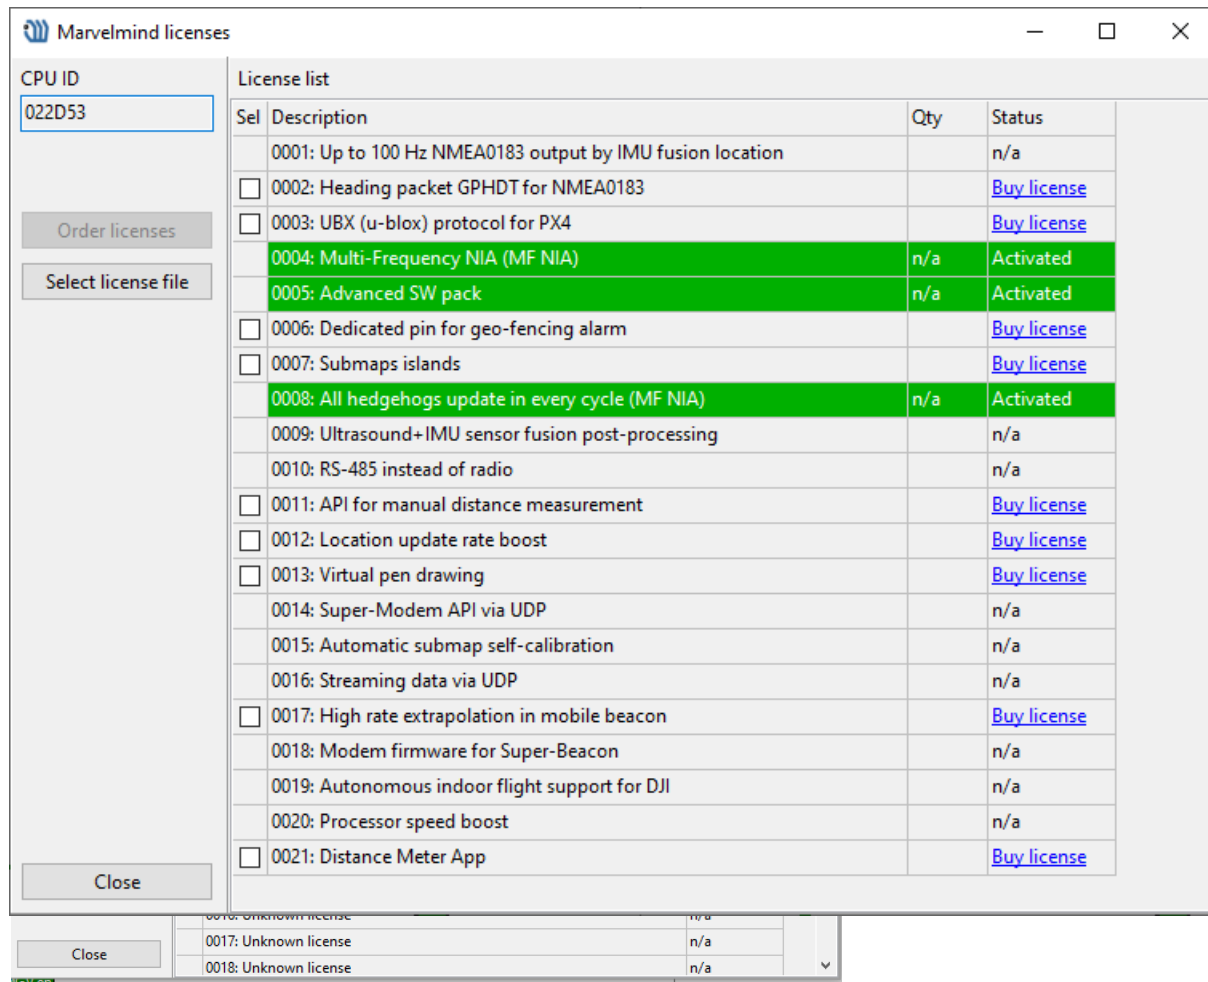 Marvelmind licenses
CPU ID
022D53
Order licenses
Select license file
Close
License list
Sel Description Qty Status
0001: Up to 100 Hz NMEA0183 output by IMU fusion location n/a
0002: Heading packet GPHDT for NMEA0183 Buy license
0003: UBX (u-blox) protocol for PX4 Buy license
0004: Multi-Frequency NIA (MF NIA) n/a Activated
0005: Advanced SW pack n/a Activated
0006: Dedicated pin for geo-fencing alarm Buy license
0007: Submaps islands Buy license
0008: All hedgehogs update in every cycle (MF NIA) n/a Activated
0009: Ultrasound+IMU sensor fusion post-processing n/a
0010: RS-485 instead of radio n/a
0011: API for manual distance measurement Buy license
0012: Location update rate boost Buy license
0013: Virtual pen drawing Buy license
0014: Super-Modem API via UDP n/a
0015: Automatic submap self-calibration n/a
0016: Streaming data via UDP n/a
0017: High rate extrapolation in mobile beacon Buy license
0018: Modem firmware for Super-Beacon n/a
0019: Autonomous indoor flight support for DJI n/a
0020: Processor speed boost n/a
0021: Distance Meter App Buy license
0016: Unknown license n/a
0017: Unknown license n/a
0018: Unknown license n/a
Close